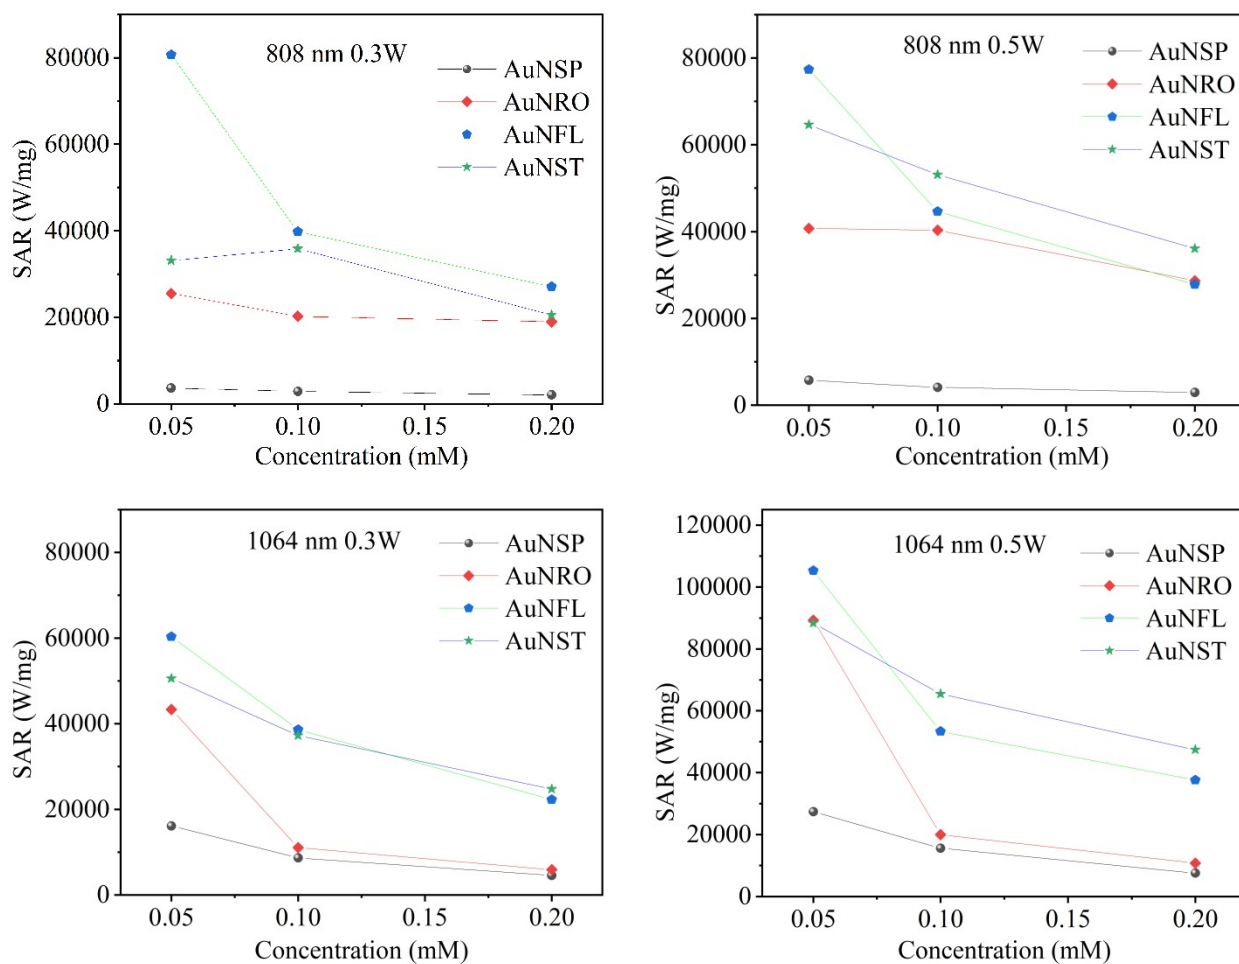 808 nm 0.3W
AuNSP
AuNRO
AuNFL
AuNST
SAR (W/mg)
80000
60000
40000
20000
0
0.05 0.10 0.15 0.20
Concentration (mM)
808 nm 0.5W
AuNSP
AuNRO
AuNFL
AuNST
SAR (W/mg)
80000
60000
40000
20000
0
0.05 0.10 0.15 0.20
Concentration (mM)
1064 nm 0.3W
AuNSP
AuNRO
AuNFL
AuNST
SAR (W/mg)
80000
60000
40000
20000
0
0.05 0.10 0.15 0.20
Concentration (mM)
1064 nm 0.5W
AuNSP
AuNRO
AuNFL
AuNST
SAR (W/mg)
120000
100000
80000
60000
40000
20000
0
0.05 0.10 0.15 0.20
Concentration (mM)